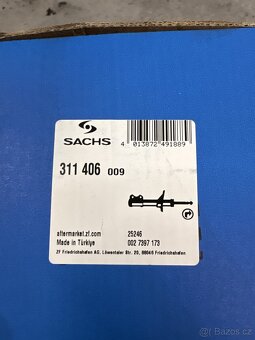 SACHS
4 013872 491889
311 406 009
aftermarket.zf.com
Made in Türkiye
25246
002 7397 173
ZF Friedrichshafen AG, Löwentaler Str. 20, 88046 Friedrichshafen
bazos.cz